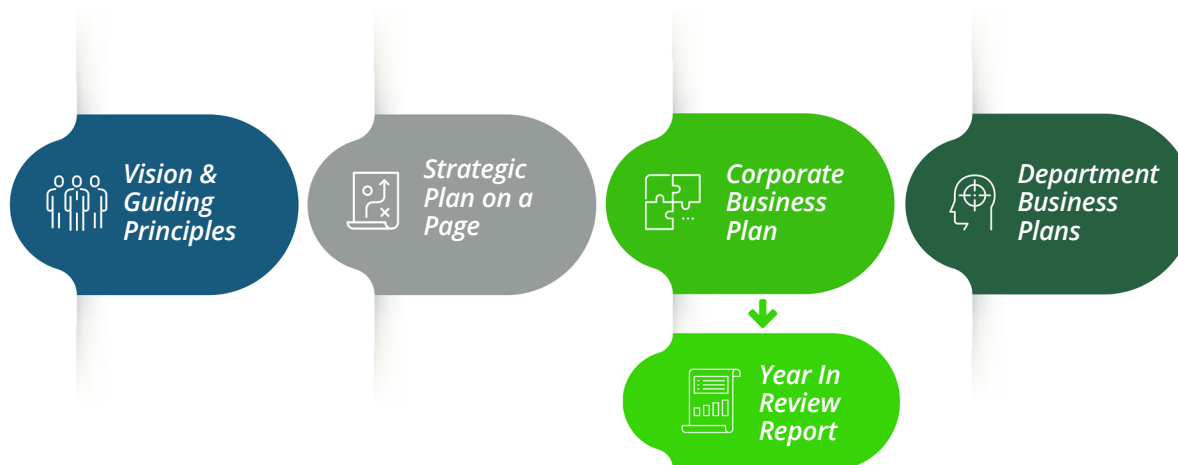 Vision &
Guiding
Principles
Strategic
Plan on a
Page
Corporate
Business
Plan
Department
Business
Plans
Year In
Review
Report